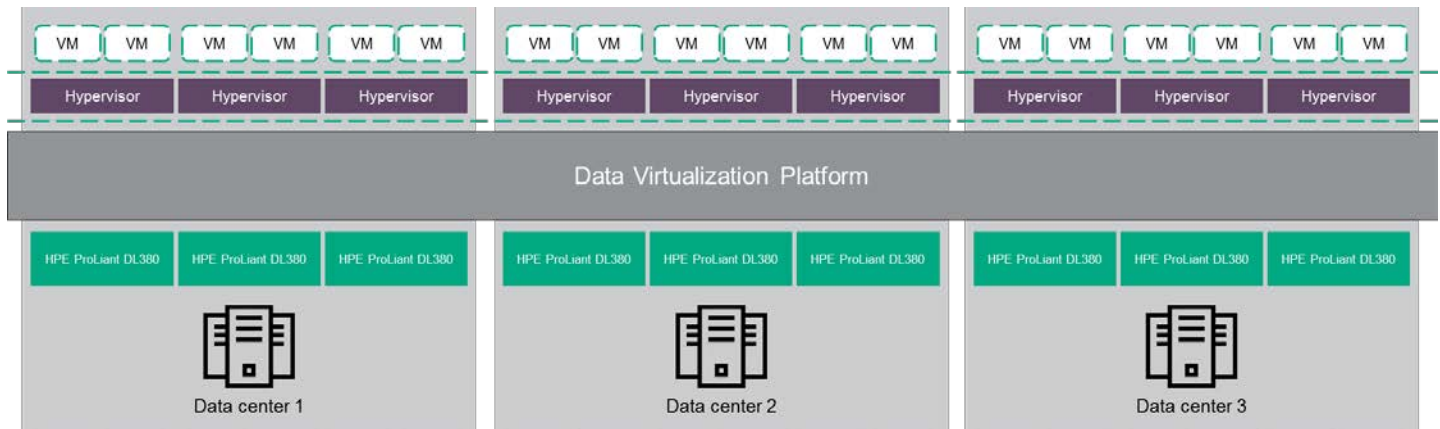 VM VM VM VM VM VM VM VM VM VM VM VM VM VM VM VM VM VM
Hypervisor Hypervisor Hypervisor Hypervisor Hypervisor Hypervisor Hypervisor Hypervisor Hypervisor
Data Virtualization Platform
HPE ProLiant DL380 HPE ProLiant DL380 HPE ProLiant DL380 HPE ProLiant DL380 HPE ProLiant DL380 HPE ProLiant DL380 HPE ProLiant DL380 HPE ProLiant DL380 HPE ProLiant DL380
Data center 1 Data center 2 Data center 3